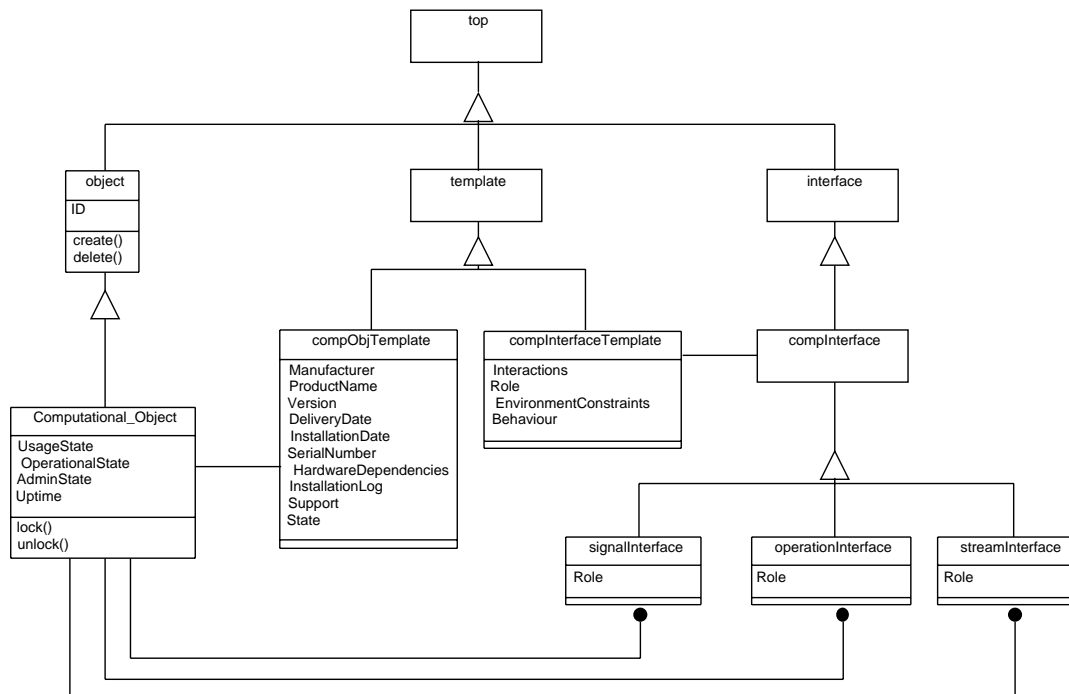 top
object
ID
create()
delete()
template
interface
compObjTemplate
Manufacturer
ProductName
Version
DeliveryDate
InstallationDate
SerialNumber
HardwareDependencies
InstallationLog
Support
State
compInterfaceTemplate
Interactions
Role
EnvironmentConstraints
Behaviour
compInterface
Computational_Object
UsageState
OperationalState
AdminState
Uptime
lock()
unlock()
signalInterface
Role
operationInterface
Role
streamInterface
Role